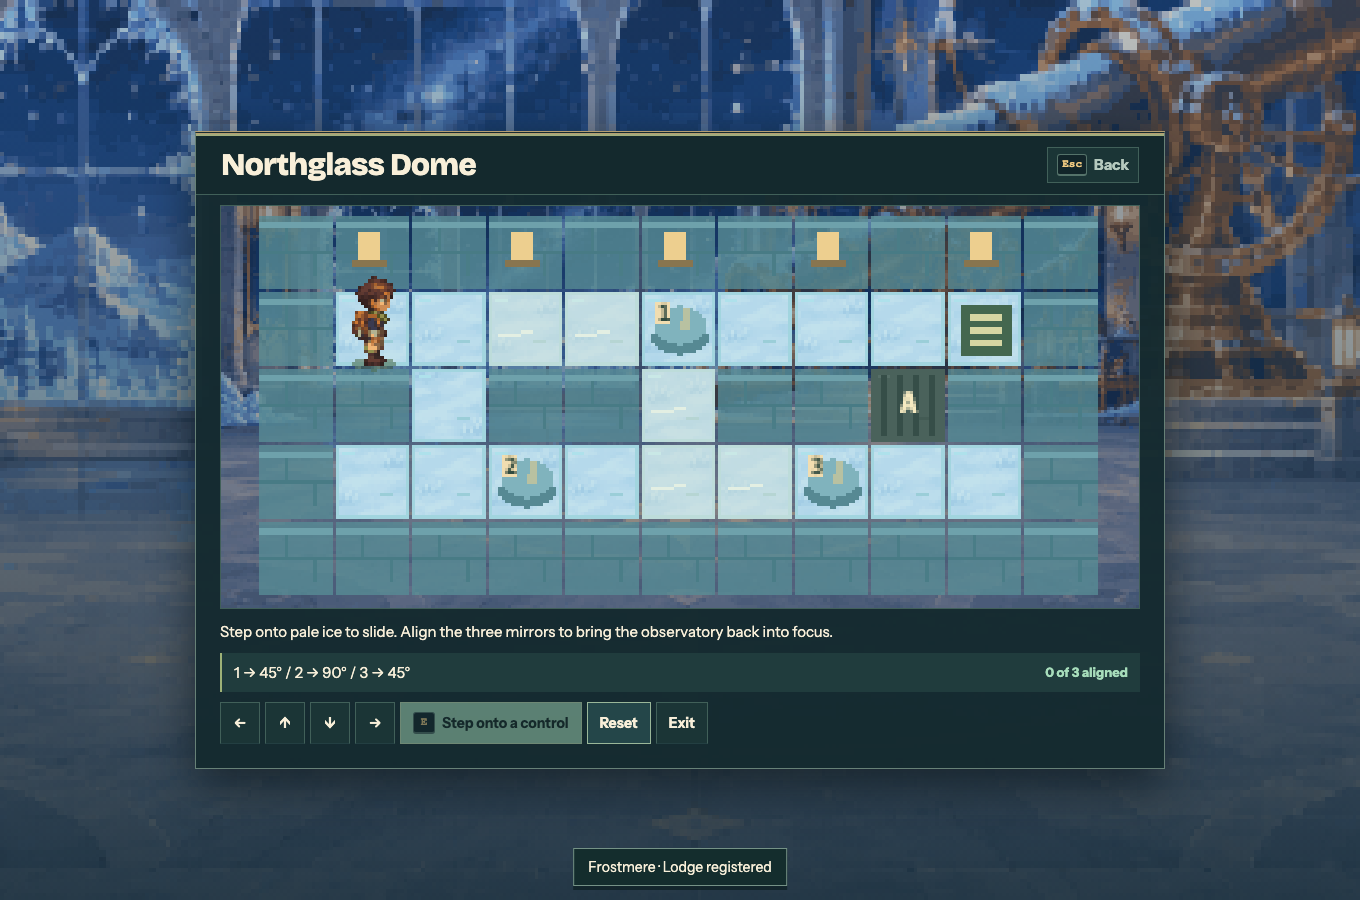 Northglass Dome
Esc Back
1
A
2
3
Step onto pale ice to slide. Align the three mirrors to bring the observatory back into focus.
1 → 45° / 2 → 90° / 3 → 45°
0 of 3 aligned
← ↑ ↓ → E Step onto a control Reset Exit
Frostmere · Lodge registered